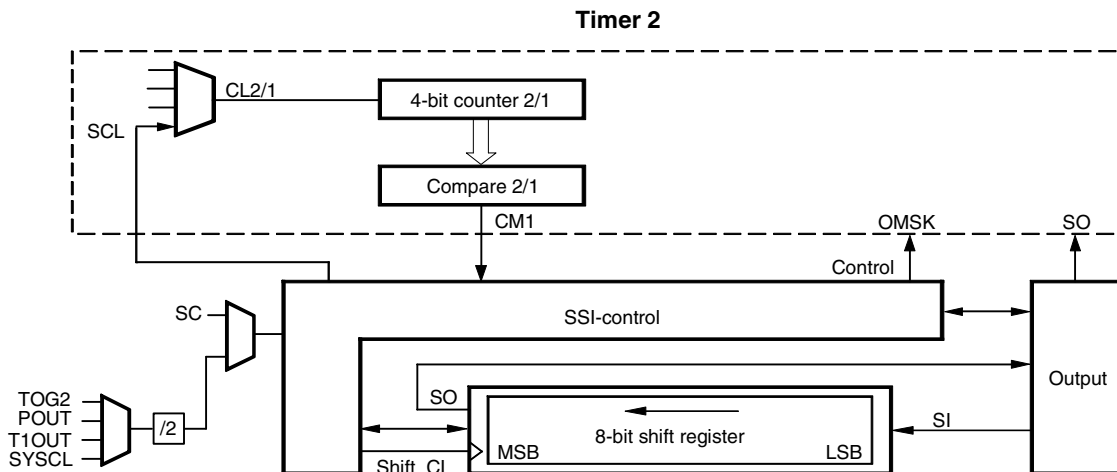 Timer 2
CL2/1
4-bit counter 2/1
SCL
Compare 2/1
CM1
OMSK
SO
Control
SC
SSI-control
TOG2
POUT
T1OUT
SYSCL
/2
SO
8-bit shift register
MSB
LSB
SI
Output
Shift_CL